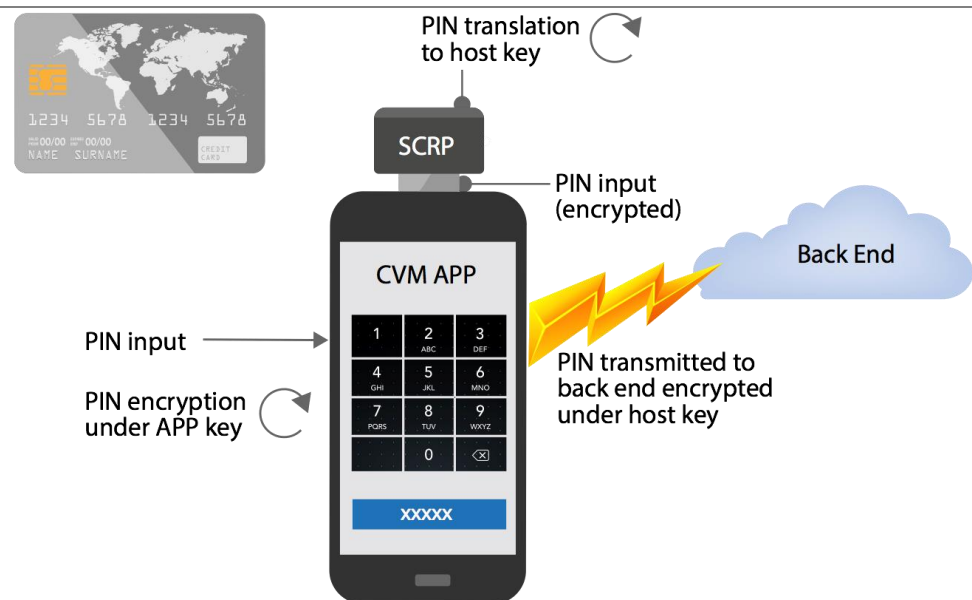 PIN translation
to host key
1234 5678 1234 5678
00/00 00/00
NAME SURNAME
CREDIT
CARD
SCRP
PIN input
(encrypted)
Back End
CVM APP
PIN input
1 2 3
ABC DEF
4 5 6
GHI JKL MNO
7 8 9
PQRS TUV WXYZ
0
PIN encryption
under APP key
PIN transmitted to
back end encrypted
under host key
XXXXX